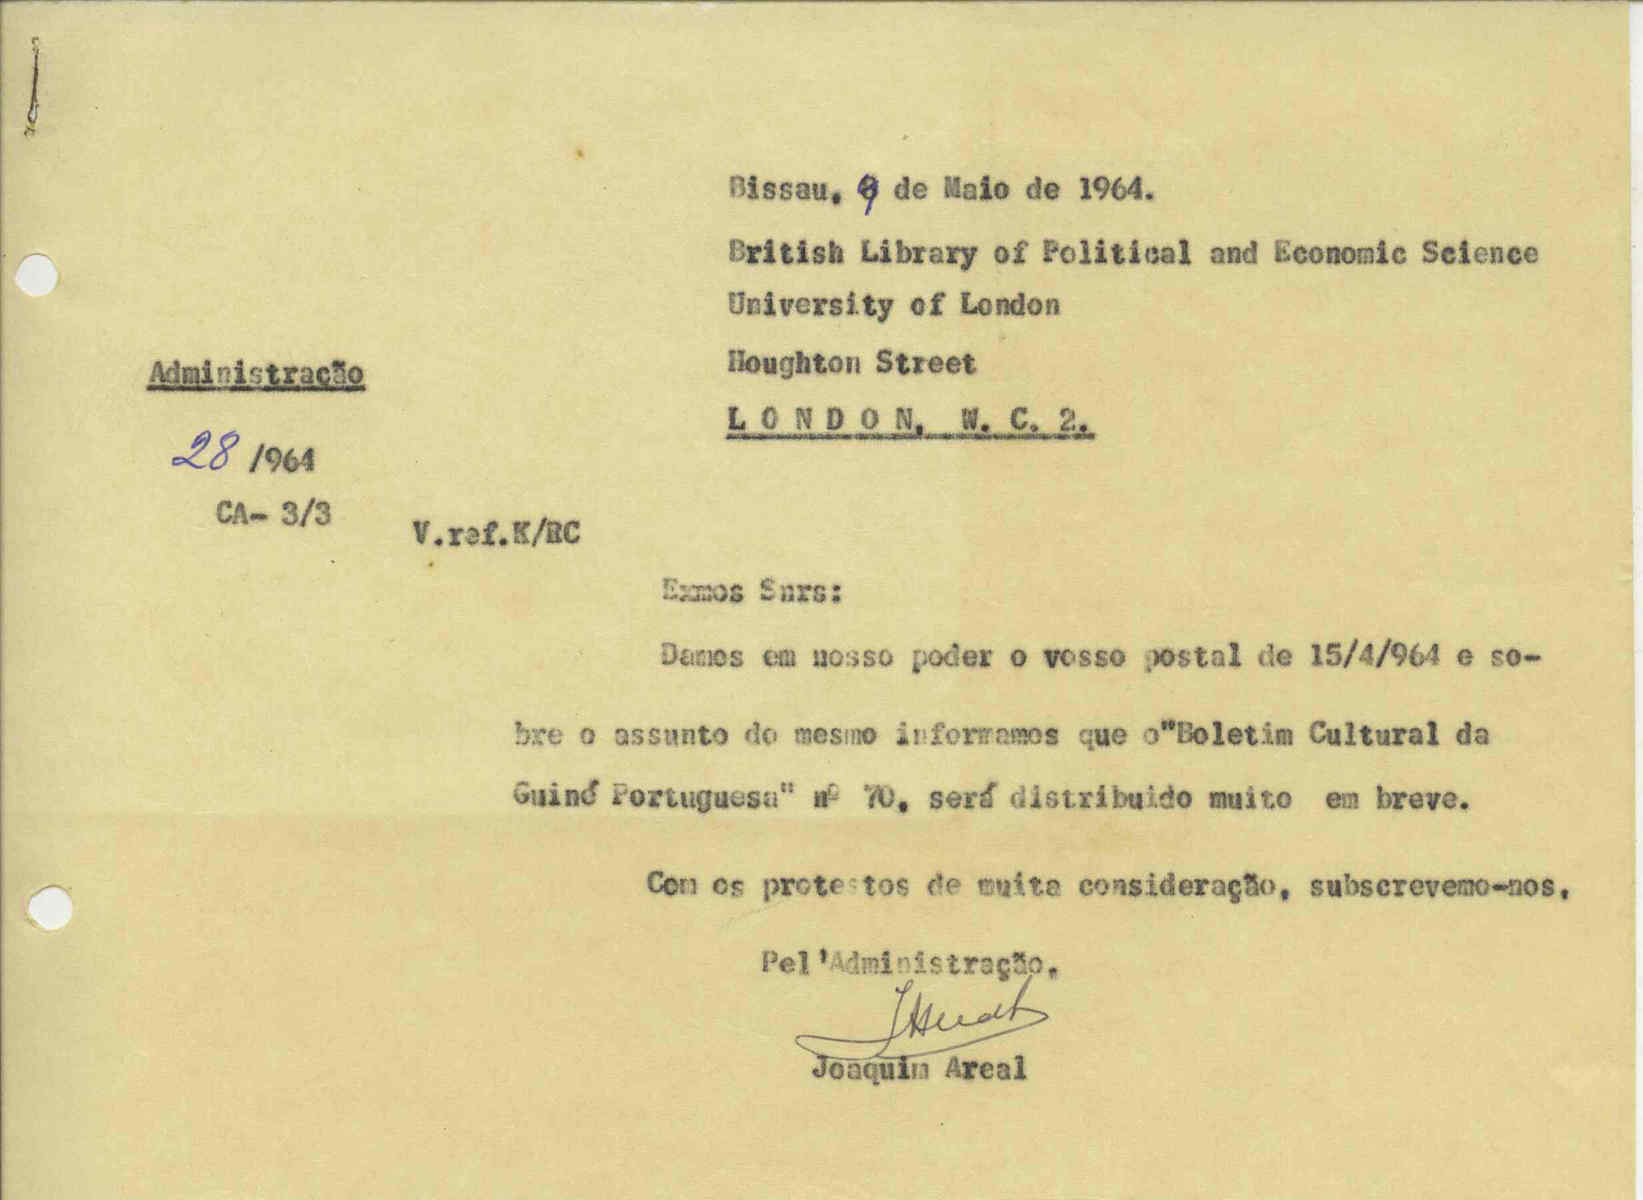 Bissau, 9 de Maio de 1964.
British Library of Political and Economic Science
University of London
Houghton Street
L O N D O N, W. C. 2.
Administração
28 /964
CA- 3/3
V.ref.K/RC
Exmos Snrs:
Damos em nosso poder o vosso postal de 15/4/964 e so-
bre o assunto do mesmo informamos que o"Boletim Cultural da
Guiné Portuguesa" nº 70, será distribuido muito em breve.
Com os protestos de muita consideração, subscrevemo-nos,
Pel'Administração,
Joaquim Areal